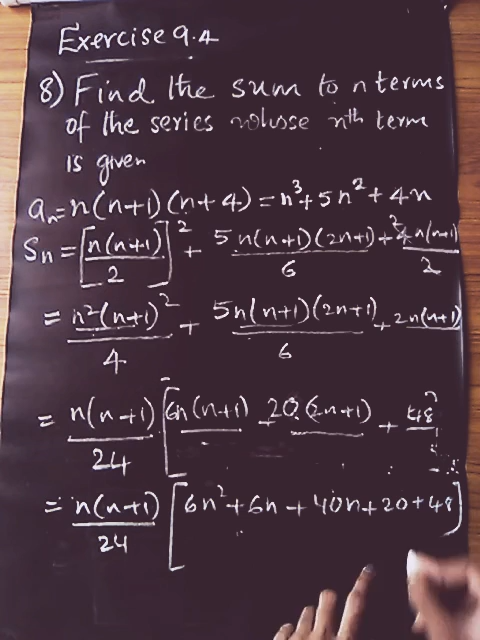 Exercise 9.4
8) Find the sum to n terms
of the series whose nth term
is given
aₙ = n(n+1)(n+4) = n³+5n²+4n
Sₙ = [n(n+1)/2]² + 5n(n+1)(2n+1)/6 + 4n(n+1)/2
= n²(n+1)²/4 + 5n(n+1)(2n+1)/6 + 2n(n+1)
= n(n+1)/24 [6n(n+1) + 20(2n+1) + 48
= n(n+1)/24 [6n²+6n+40n+20+48]